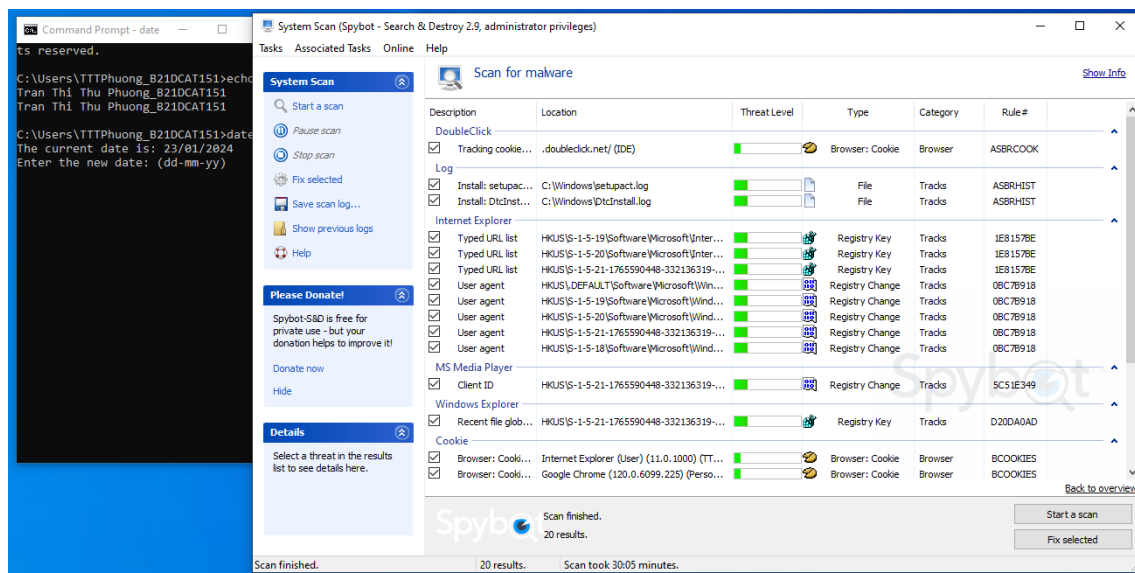 Command Prompt - date
ts reserved.
C:\Users\TTTPhuong_B21DCAT151>echo
Tran Thi Thu Phuong_B21DCAT151
Tran Thi Thu Phuong_B21DCAT151
C:\Users\TTTPhuong_B21DCAT151>date
The current date is: 23/01/2024
Enter the new date: (dd-mm-yy)
System Scan (Spybot - Search & Destroy 2.9, administrator privileges)
Tasks Associated Tasks Online Help
System Scan
Start a scan
Pause scan
Stop scan
Fix selected
Save scan log...
Show previous logs
Help
Please Donate!
Spybot-S&D is free for
private use - but your
donation helps to improve it!
Donate now
Hide
Details
Select a threat in the results
list to see details here.
Scan for malware
Show Info
Description Location Threat Level Type Category Rule#
DoubleClick
Tracking cookie... .doubleclick.net/ (IDE) Browser: Cookie Browser ASBRCOOK
Log
Install: setupac... C:\Windows\setupact.log File Tracks ASBRHIST
Install: DtcInst... C:\Windows\DtcInstall.log File Tracks ASBRHIST
Internet Explorer
Typed URL list HKUS\S-1-5-19\Software\Microsoft\Inter... Registry Key Tracks 1E8157BE
Typed URL list HKUS\S-1-5-20\Software\Microsoft\Inter... Registry Key Tracks 1E8157BE
Typed URL list HKUS\S-1-5-21-1765590448-332136319-... Registry Key Tracks 1E8157BE
User agent HKUS\.DEFAULT\Software\Microsoft\Win... Registry Change Tracks 0BC7B918
User agent HKUS\S-1-5-19\Software\Microsoft\Wind... Registry Change Tracks 0BC7B918
User agent HKUS\S-1-5-20\Software\Microsoft\Wind... Registry Change Tracks 0BC7B918
User agent HKUS\S-1-5-21-1765590448-332136319-... Registry Change Tracks 0BC7B918
User agent HKUS\S-1-5-18\Software\Microsoft\Wind... Registry Change Tracks 0BC7B918
MS Media Player
Client ID HKUS\S-1-5-21-1765590448-332136319-... Registry Change Tracks 5C51E349
Windows Explorer
Recent file glob... HKUS\S-1-5-21-1765590448-332136319-... Registry Key Tracks D20DA0AD
Cookie
Browser: Cooki... Internet Explorer (User) (11.0.1000) (TT... Browser: Cookie Browser BCOOKIES
Browser: Cooki... Google Chrome (120.0.6099.225) (Perso... Browser: Cookie Browser BCOOKIES
Spybot
Back to overview
Spybot
Scan finished.
20 results.
Start a scan
Fix selected
Scan finished. 20 results. Scan took 30:05 minutes.